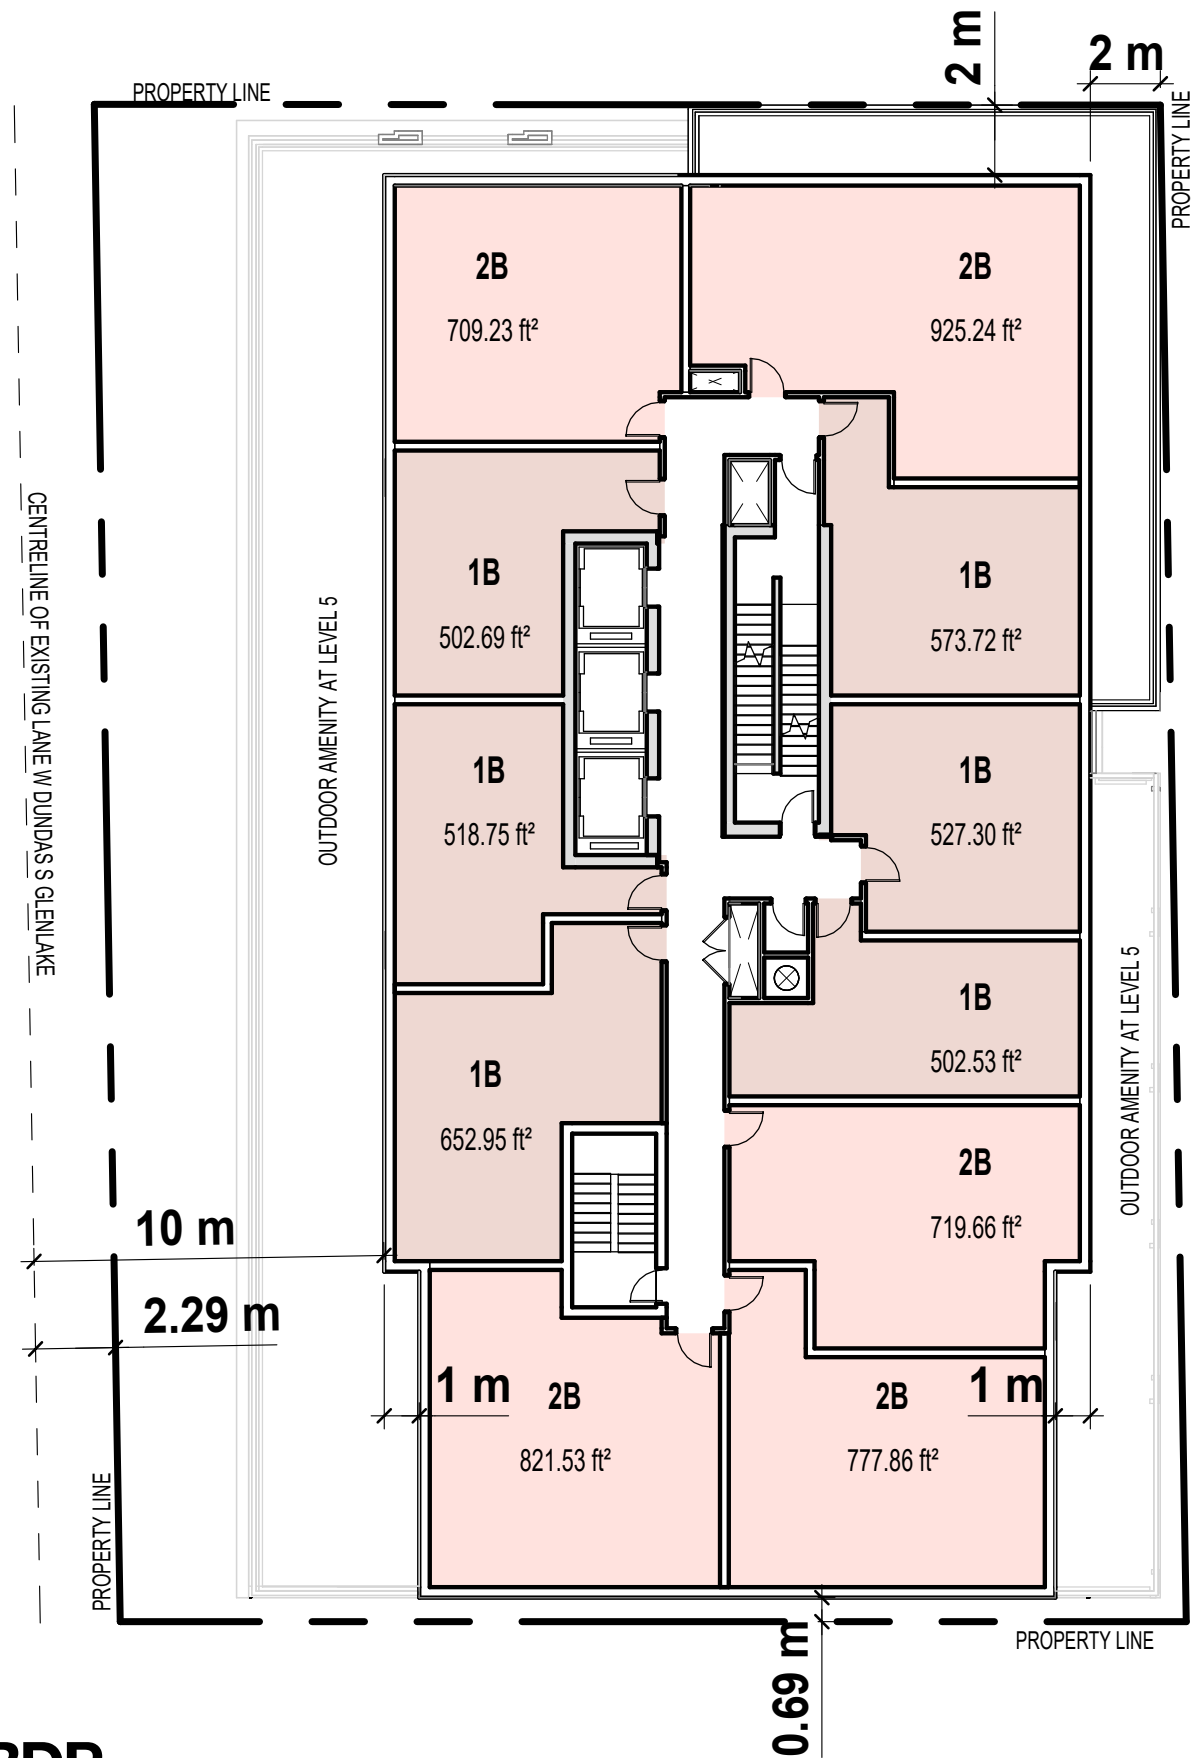 2 m
2 m
PROPERTY LINE
PROPERTY LINE
2B
709.23 ft²
2B
925.24 ft²
CENTRELINE OF EXISTING LANE W DUNDAS S GLENLAKE
OUTDOOR AMENITY AT LEVEL 5
1B
502.69 ft²
1B
573.72 ft²
1B
518.75 ft²
1B
527.30 ft²
1B
502.53 ft²
OUTDOOR AMENITY AT LEVEL 5
1B
652.95 ft²
2B
719.66 ft²
10 m
2.29 m
1 m
2B
821.53 ft²
2B
777.86 ft²
1 m
PROPERTY LINE
PROPERTY LINE
0.69 m